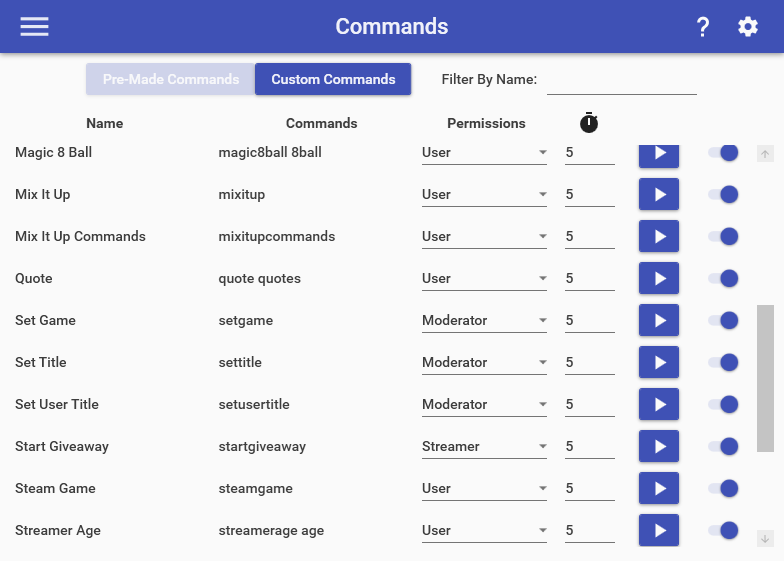 Commands ?
Pre-Made Commands Custom Commands Filter By Name:
Name Commands Permissions
Magic 8 Ball magic8ball 8ball User 5
Mix It Up mixitup User 5
Mix It Up Commands mixitupcommands User 5
Quote quote quotes User 5
Set Game setgame Moderator 5
Set Title settitle Moderator 5
Set User Title setusertitle Moderator 5
Start Giveaway startgiveaway Streamer 5
Steam Game steamgame User 5
Streamer Age streamerage age User 5